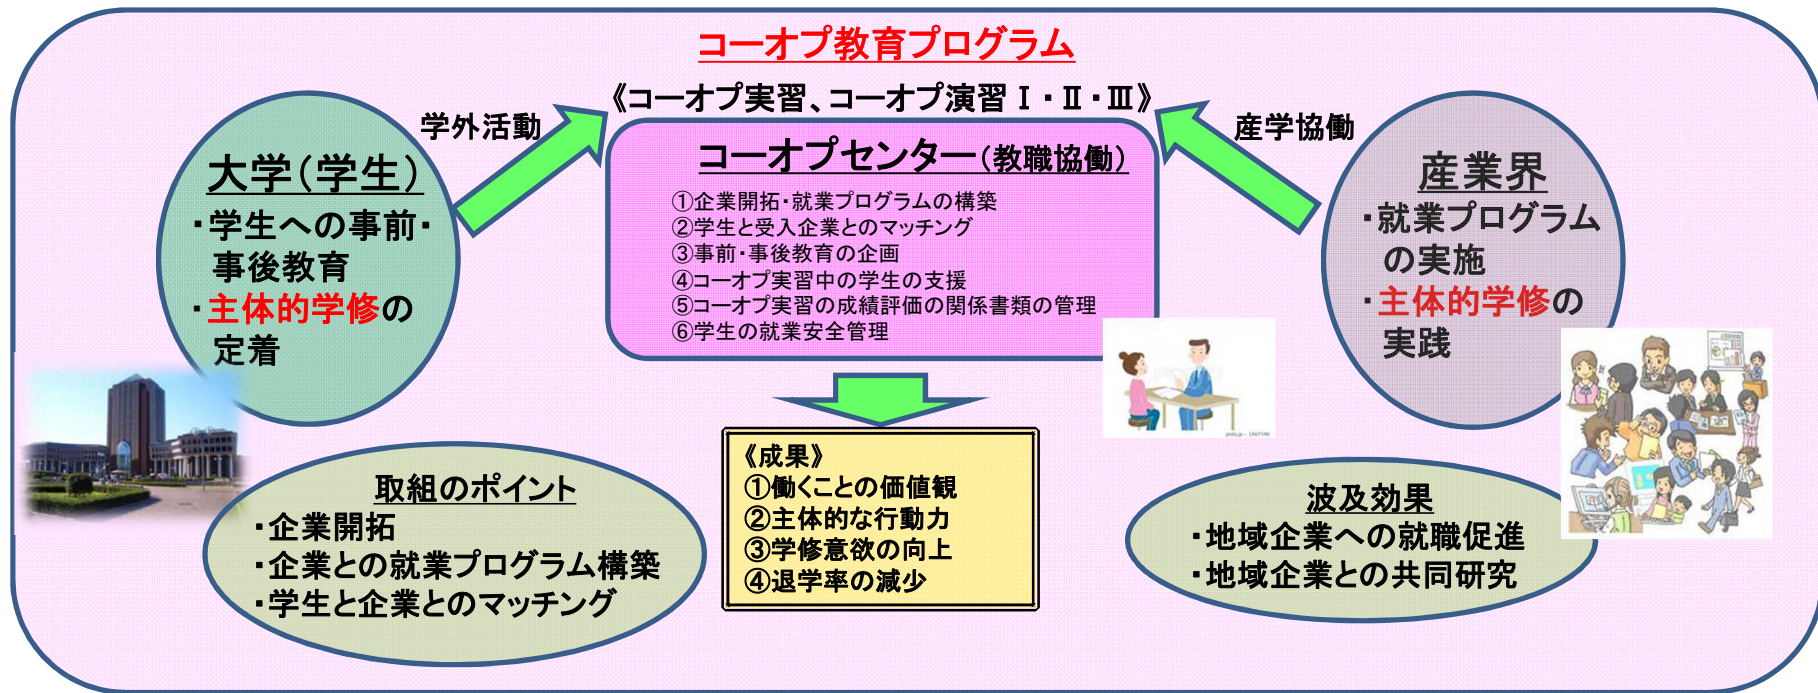 コーオプ教育プログラム
《コーオプ実習、コーオプ演習Ⅰ・Ⅱ・Ⅲ》
学外活動
産学協働
大学(学生)
・学生への事前・
事後教育
・主体的学修の
定着
コーオプセンター(教職協働)
①企業開拓・就業プログラムの構築
②学生と受入企業とのマッチング
③事前・事後教育の企画
④コーオプ実習中の学生の支援
⑤コーオプ実習の成績評価の関係書類の管理
⑥学生の就業安全管理
産業界
・就業プログラム
の実施
・主体的学修の
実践
取組のポイント
・企業開拓
・企業との就業プログラム構築
・学生と企業とのマッチング
《成果》
①働くことの価値観
②主体的な行動力
③学修意欲の向上
④退学率の減少
波及効果
・地域企業への就職促進
・地域企業との共同研究